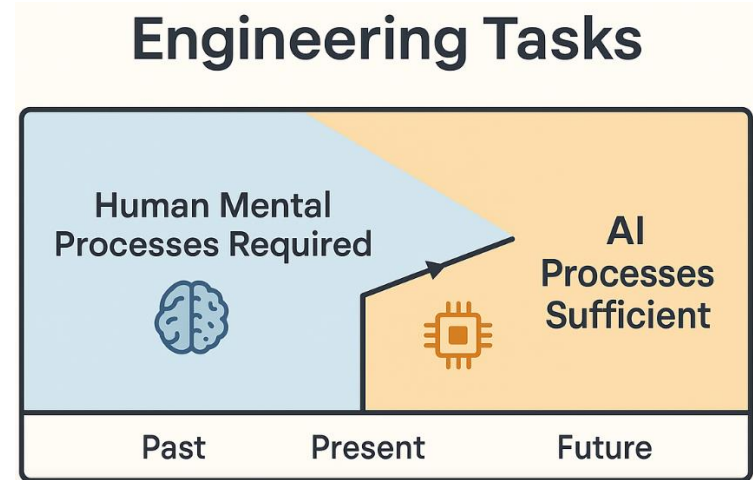 Engineering Tasks
Human Mental
Processes Required
AI
Processes
Sufficient
Past Present Future